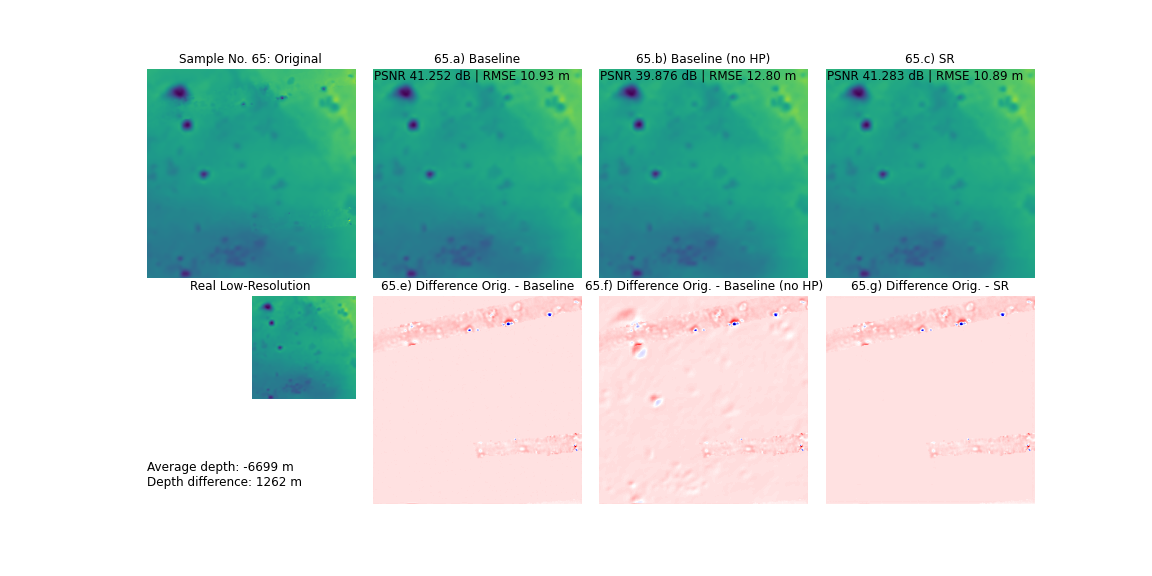 Sample No. 65: Original
65.a) Baseline
65.b) Baseline (no HP)
65.c) SR
PSNR 41.252 dB | RMSE 10.93 m
PSNR 39.876 dB | RMSE 12.80 m
PSNR 41.283 dB | RMSE 10.89 m
Real Low-Resolution
65.e) Difference Orig. - Baseline
65.f) Difference Orig. - Baseline (no HP)
65.g) Difference Orig. - SR
Average depth: -6699 m
Depth difference: 1262 m